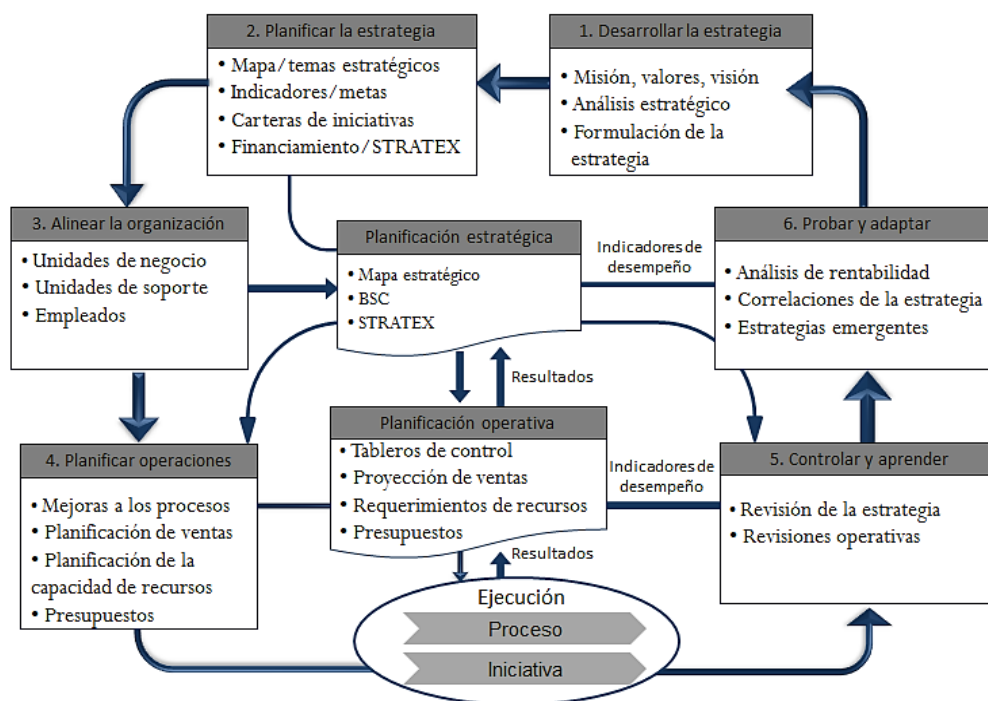 2. Planificar la estrategia
• Mapa/temas estratégicos
• Indicadores/metas
• Carteras de iniciativas
• Financiamiento/STRATEX
1. Desarrollar la estrategia
• Misión, valores, visión
• Análisis estratégico
• Formulación de la
estrategia
3. Alinear la organización
• Unidades de negocio
• Unidades de soporte
• Empleados
Planificación estratégica
• Mapa estratégico
• BSC
• STRATEX
Indicadores de
desempeño
6. Probar y adaptar
• Análisis de rentabilidad
• Correlaciones de la estrategia
• Estrategias emergentes
Resultados
4. Planificar operaciones
• Mejoras a los procesos
• Planificación de ventas
• Planificación de la
capacidad de recursos
• Presupuestos
Planificación operativa
• Tableros de control
• Proyección de ventas
• Requerimientos de recursos
• Presupuestos
Indicadores de
desempeño
5. Controlar y aprender
• Revisión de la estrategia
• Revisiones operativas
Resultados
Ejecución
Proceso
Iniciativa